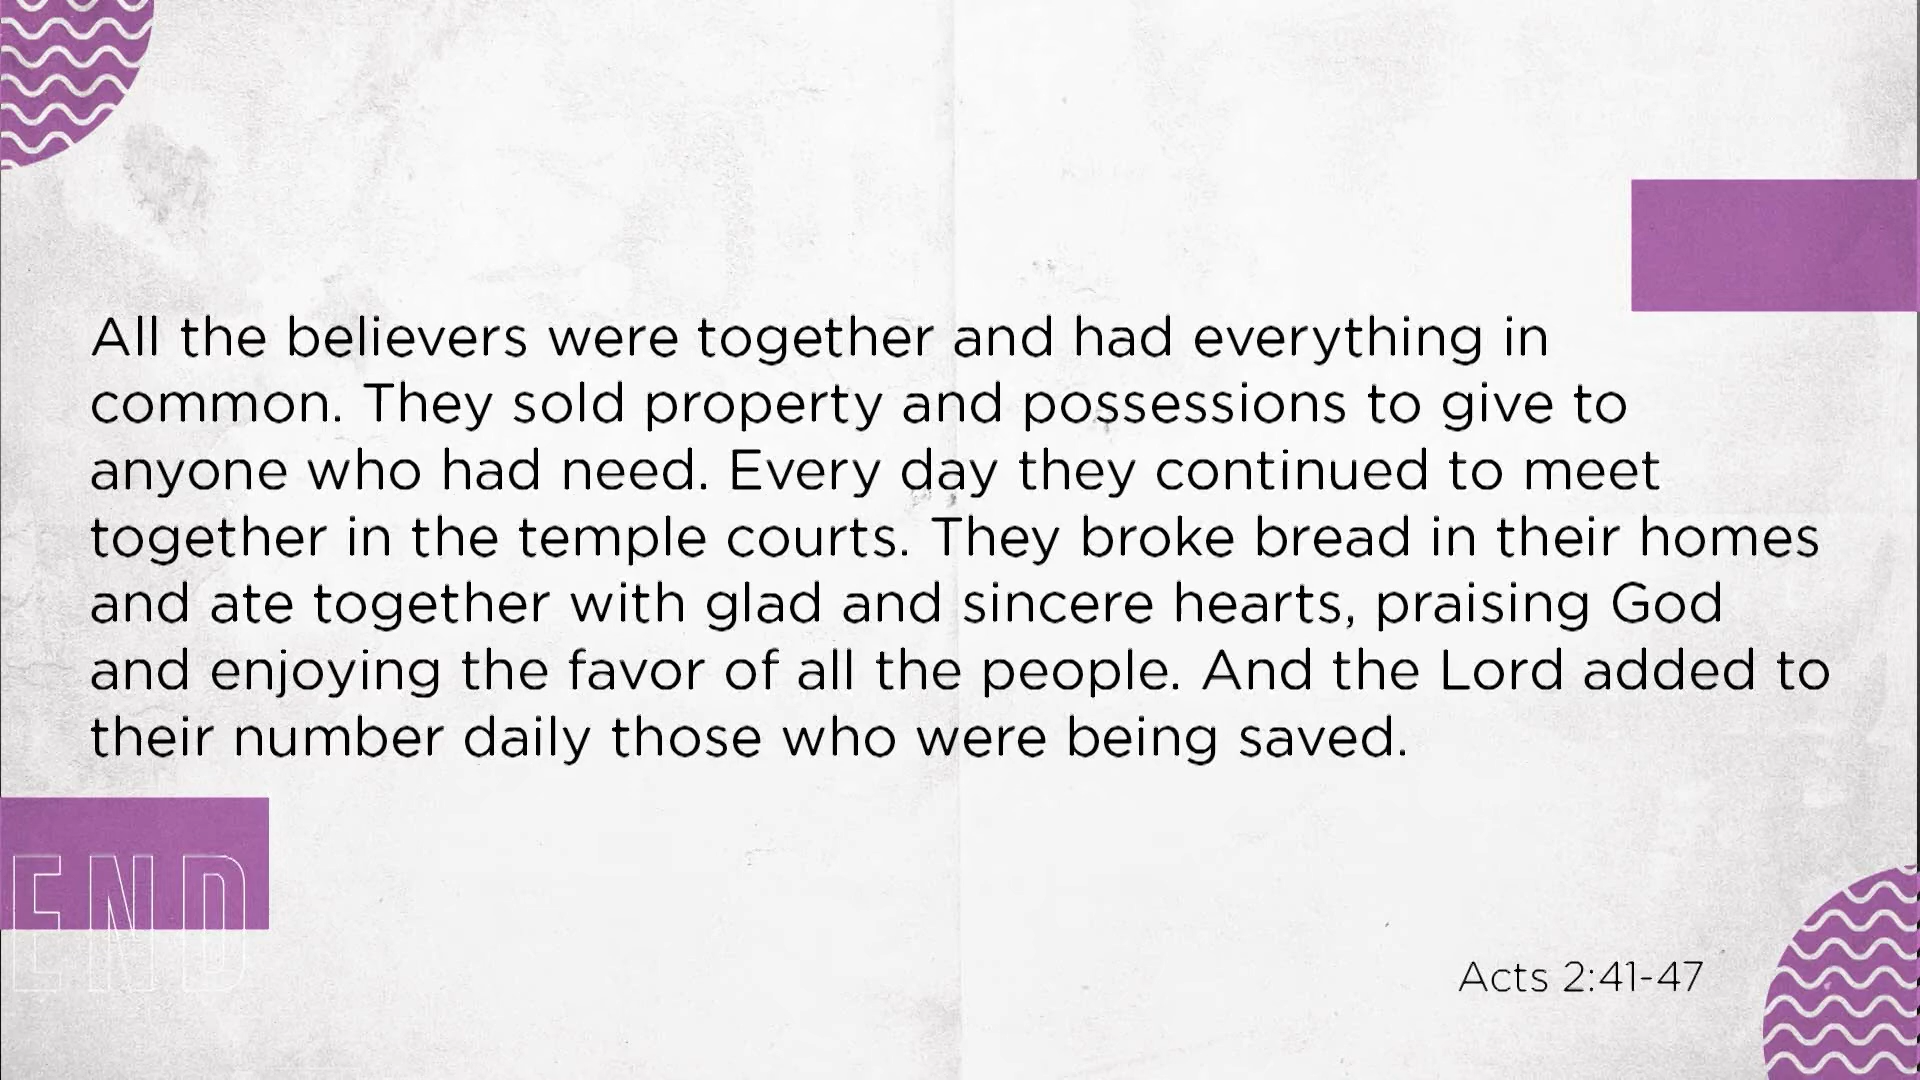 All the believers were together and had everything in
common. They sold property and possessions to give to
anyone who had need. Every day they continued to meet
together in the temple courts. They broke bread in their homes
and ate together with glad and sincere hearts, praising God
and enjoying the favor of all the people. And the Lord added to
their number daily those who were being saved.
END
Acts 2:41-47